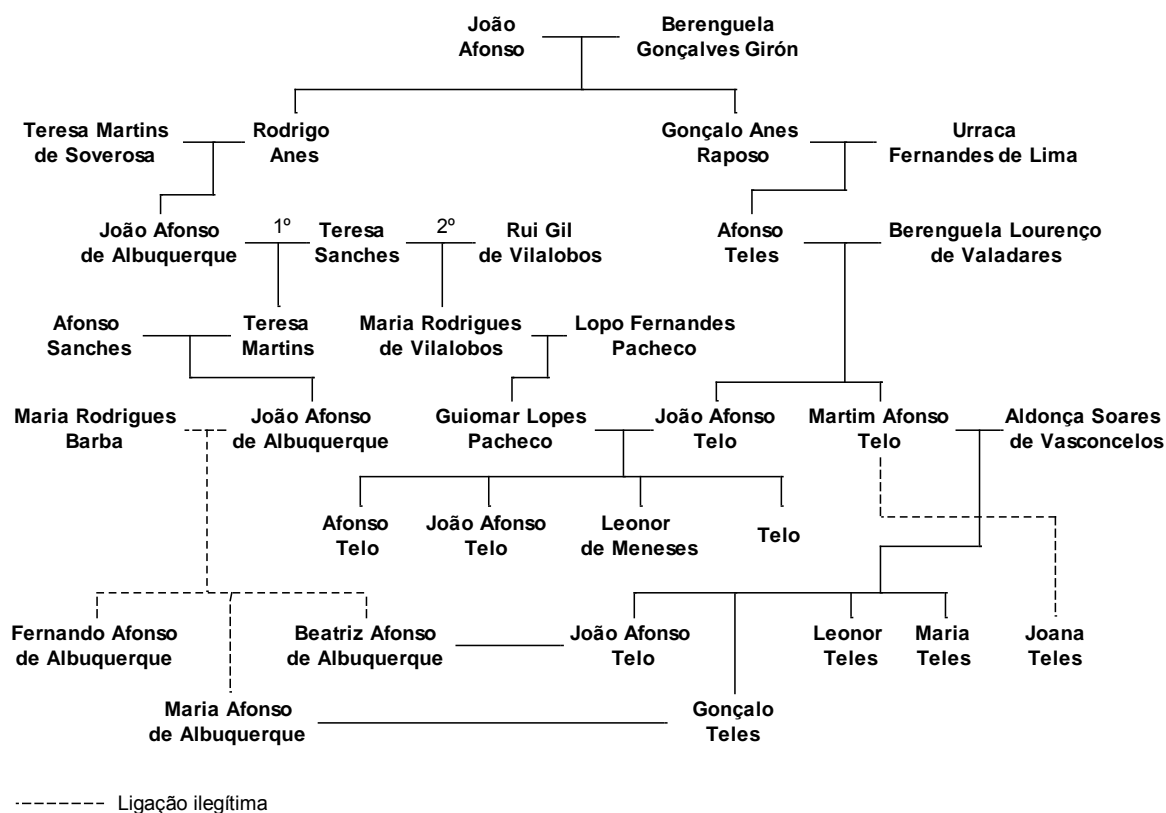 João
Afonso
Berenguela
Gonçalves Girón
Teresa Martins
de Soverosa
Rodrigo
Anes
Gonçalo Anes
Raposo
Urraca
Fernandes de Lima
João Afonso
de Albuquerque
1º
Teresa
Sanches
2º
Rui Gil
de Vilalobos
Afonso
Teles
Berenguela Lourenço
de Valadares
Afonso
Sanches
Teresa
Martins
Maria Rodrigues
de Vilalobos
Lopo Fernandes
Pacheco
Maria Rodrigues
Barba
João Afonso
de Albuquerque
Guiomar Lopes
Pacheco
João Afonso
Telo
Martim Afonso
Telo
Aldonça Soares
de Vasconcelos
Afonso
Telo
João Afonso
Telo
Leonor
de Meneses
Telo
Fernando Afonso
de Albuquerque
Beatriz Afonso
de Albuquerque
João Afonso
Telo
Leonor
Teles
Maria
Teles
Joana
Teles
Maria Afonso
de Albuquerque
Gonçalo
Teles
Ligação ilegítima